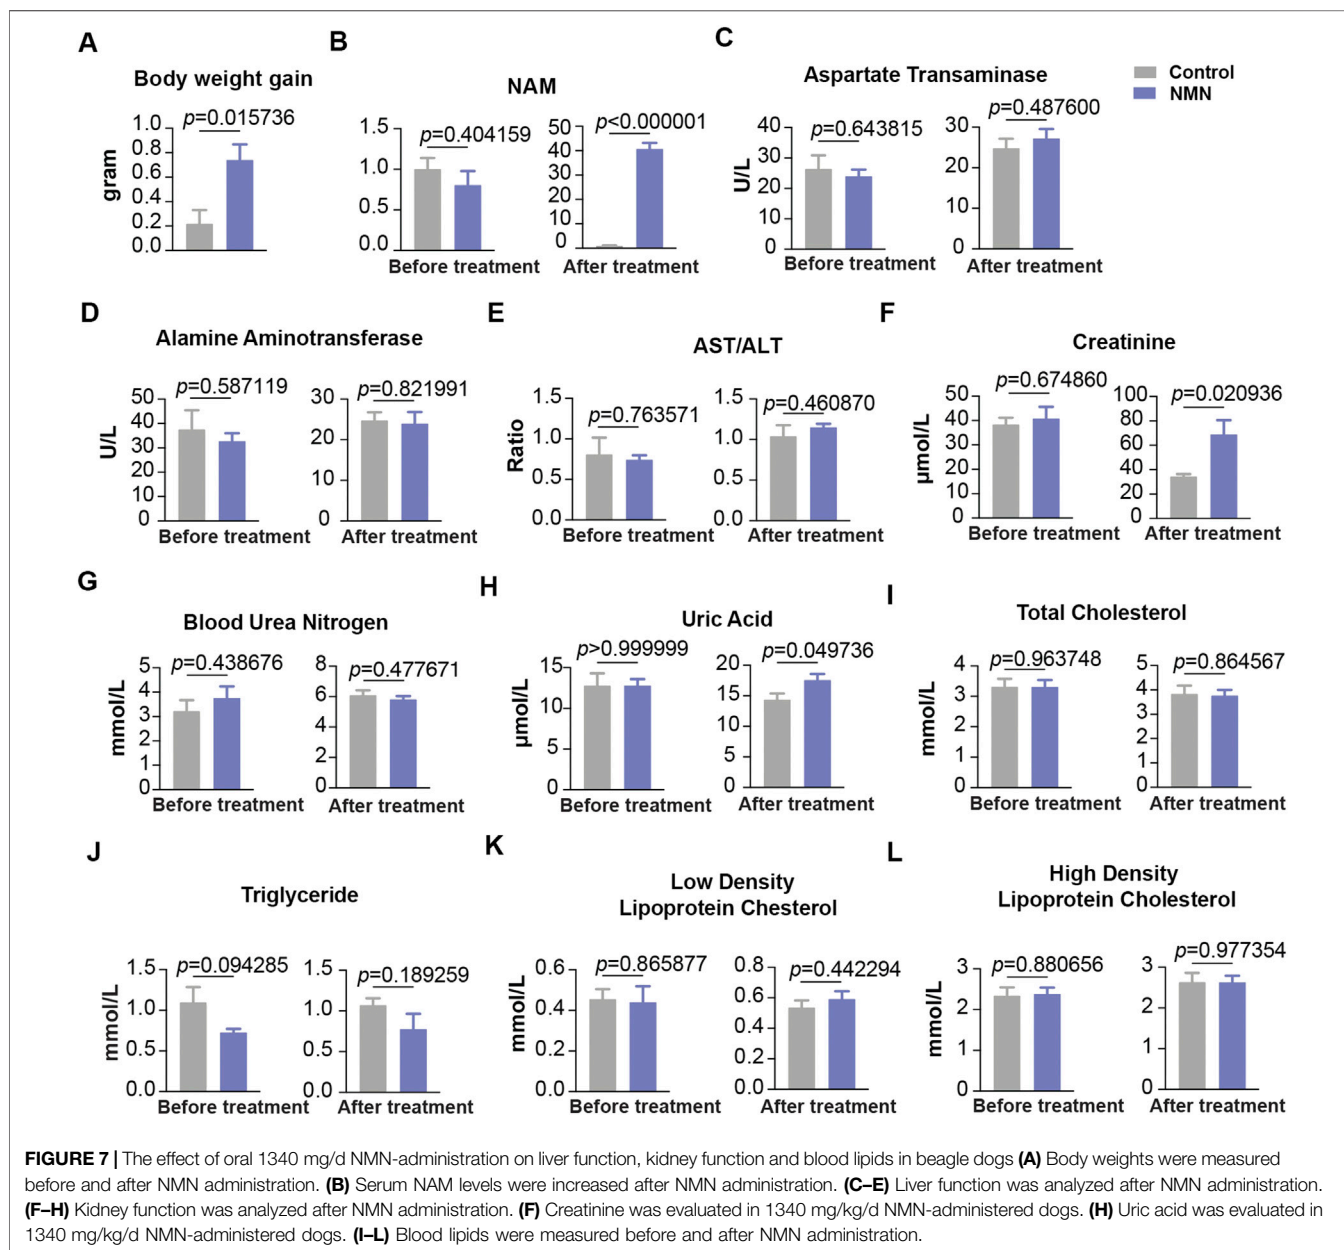 A
Body weight gain
p=0.015736
1.0
0.8
0.6
0.4
0.2
0.0
gram
B
NAM
p=0.404159
1.5
1.0
0.5
0.0
Before treatment
p<0.000001
50
40
30
20
10
0
After treatment
C
Aspartate Transaminase
p=0.643815
40
30
20
10
0
U/L
Before treatment
p=0.487600
30
20
10
0
After treatment
Control
NMN
D
Alamine Aminotransferase
p=0.587119
50
40
30
20
10
0
U/L
Before treatment
p=0.821991
30
20
10
0
After treatment
E
AST/ALT
p=0.763571
1.5
1.0
0.5
0.0
Ratio
Before treatment
p=0.460870
1.5
1.0
0.5
0.0
After treatment
F
Creatinine
p=0.674860
50
40
30
20
10
0
µmol/L
Before treatment
p=0.020936
100
80
60
40
20
0
After treatment
G
Blood Urea Nitrogen
p=0.438676
5
4
3
2
1
0
mmol/L
Before treatment
p=0.477671
8
6
4
2
0
After treatment
H
Uric Acid
p>0.999999
15
10
5
0
µmol/L
Before treatment
p=0.049736
20
15
10
5
0
After treatment
I
Total Cholesterol
p=0.963748
4
3
2
1
0
mmol/L
Before treatment
p=0.864567
5
4
3
2
1
0
After treatment
J
Triglyceride
p=0.094285
1.5
1.0
0.5
0.0
mmol/L
Before treatment
p=0.189259
1.5
1.0
0.5
0.0
After treatment
K
Low Density
Lipoprotein Chesterol
p=0.865877
0.6
0.4
0.2
0.0
mmol/L
Before treatment
p=0.442294
0.8
0.6
0.4
0.2
0.0
After treatment
L
High Density
Lipoprotein Cholesterol
p=0.880656
3
2
1
0
mmol/L
Before treatment
p=0.977354
3
2
1
0
After treatment
FIGURE 7 | The effect of oral 1340 mg/d NMN-administration on liver function, kidney function and blood lipids in beagle dogs (A) Body weights were measured
before and after NMN administration. (B) Serum NAM levels were increased after NMN administration. (C–E) Liver function was analyzed after NMN administration.
(F–H) Kidney function was analyzed after NMN administration. (F) Creatinine was evaluated in 1340 mg/kg/d NMN-administered dogs. (H) Uric acid was evaluated in
1340 mg/kg/d NMN-administered dogs. (I–L) Blood lipids were measured before and after NMN administration.